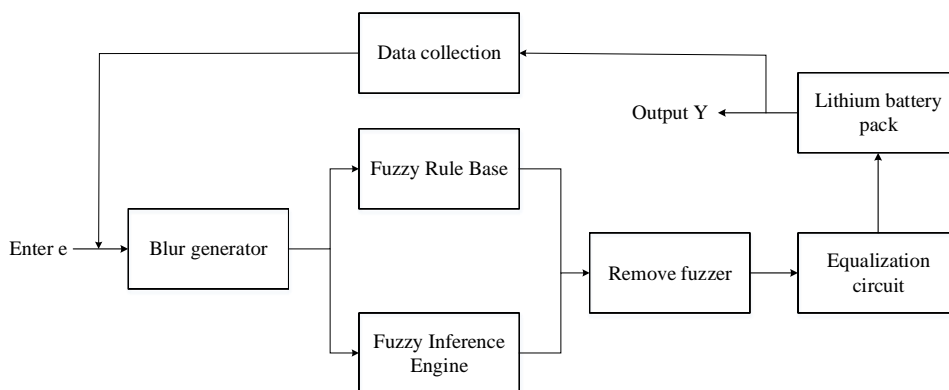 Data collection
Output Y
Lithium battery
pack
Fuzzy Rule Base
Enter e
Blur generator
Remove fuzzer
Equalization
circuit
Fuzzy Inference
Engine